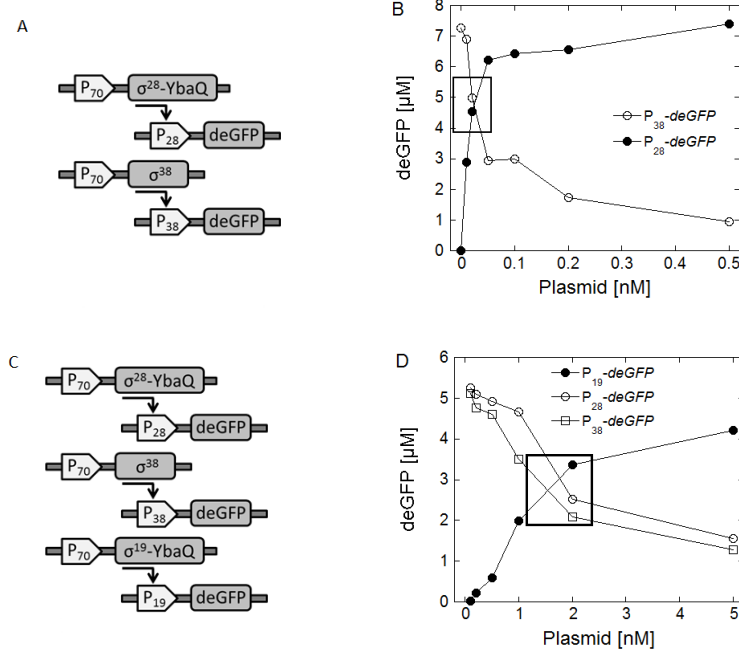 A
P70 σ28-YbaQ
P28 deGFP
P70 σ38
P38 deGFP
B
8
7
6
5
4
3
2
1
0
deGFP [µM]
P38-deGFP
P28-deGFP
0 0.1 0.2 0.3 0.4 0.5
Plasmid [nM]
C
P70 σ28-YbaQ
P28 deGFP
P70 σ38
P38 deGFP
P70 σ19-YbaQ
P19 deGFP
D
6
5
4
3
2
1
0
deGFP [µM]
P19-deGFP
P28-deGFP
P38-deGFP
0 1 2 3 4 5
Plasmid [nM]